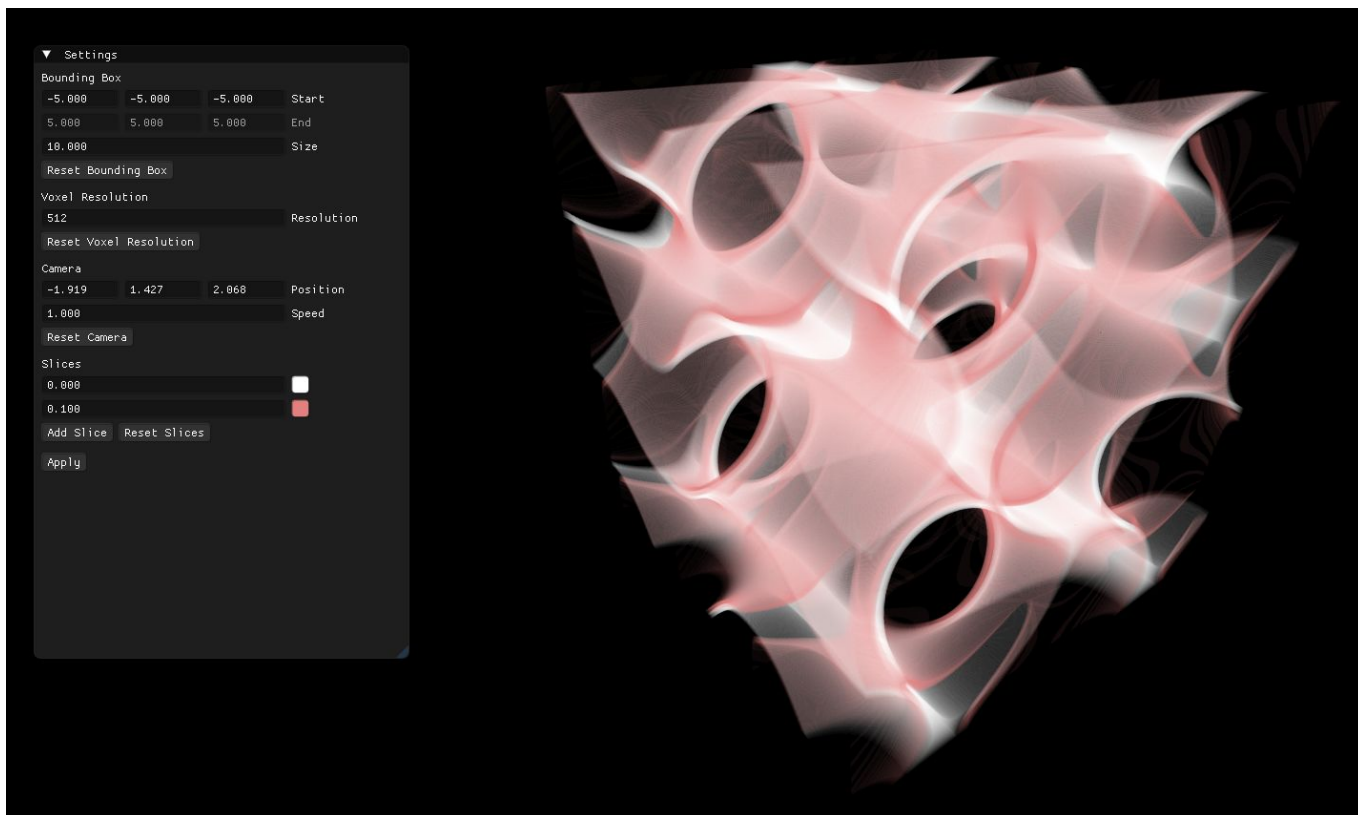 ▼ Settings
Bounding Box
-5.000 -5.000 -5.000 Start
5.000 5.000 5.000 End
10.000 Size
Reset Bounding Box
Voxel Resolution
512 Resolution
Reset Voxel Resolution
Camera
-1.919 1.427 2.068 Position
1.000 Speed
Reset Camera
Slices
0.000
0.100
Add Slice Reset Slices
Apply